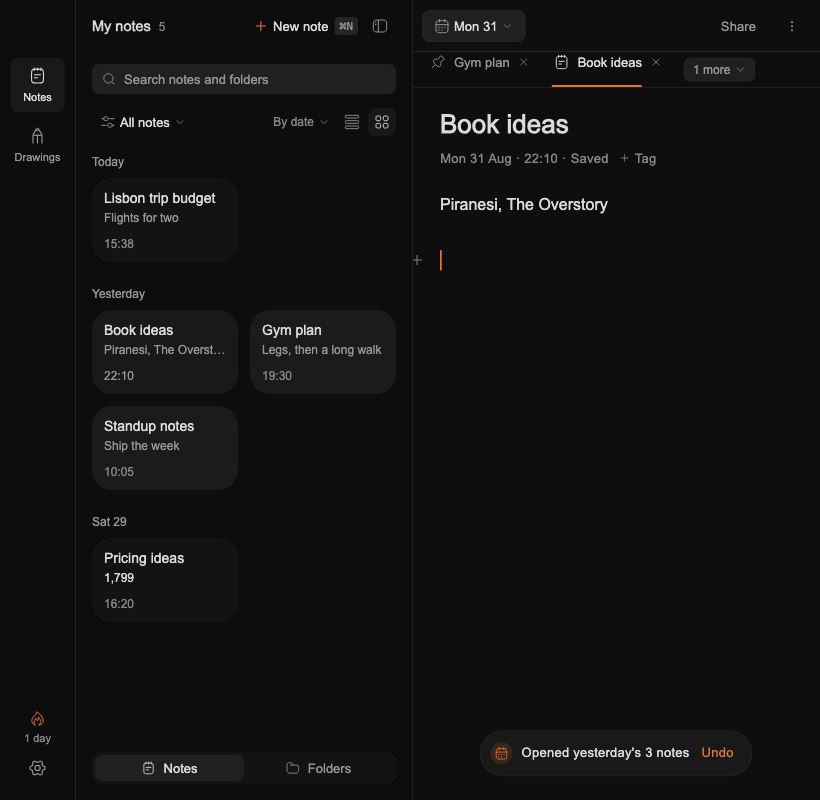 Notes
Drawings
1 day
My notes 5
New note ⌘N
Search notes and folders
All notes
By date
Today
Lisbon trip budget
Flights for two
15:38
Yesterday
Book ideas
Piranesi, The Overst…
22:10
Gym plan
Legs, then a long walk
19:30
Standup notes
Ship the week
10:05
Sat 29
Pricing ideas
1,799
16:20
Notes
Folders
Mon 31
Share
Gym plan
Book ideas
1 more
Book ideas
Mon 31 Aug · 22:10 · Saved + Tag
Piranesi, The Overstory
Opened yesterday's 3 notes Undo